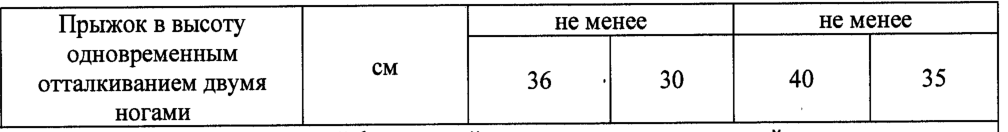 Прыжок в высоту
одновременным
отталкиванием двумя
ногами
см
не менее
не менее
36
30
40
35